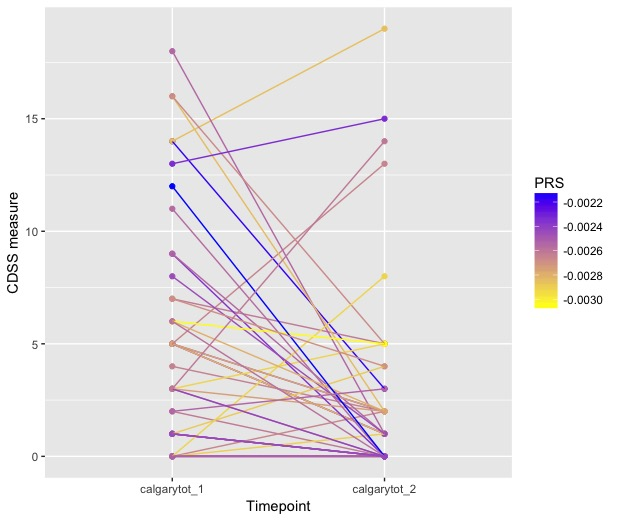 CDSS measure
15
10
5
0
calgarytot_1
calgarytot_2
Timepoint
PRS
-0.0022
-0.0024
-0.0026
-0.0028
-0.0030